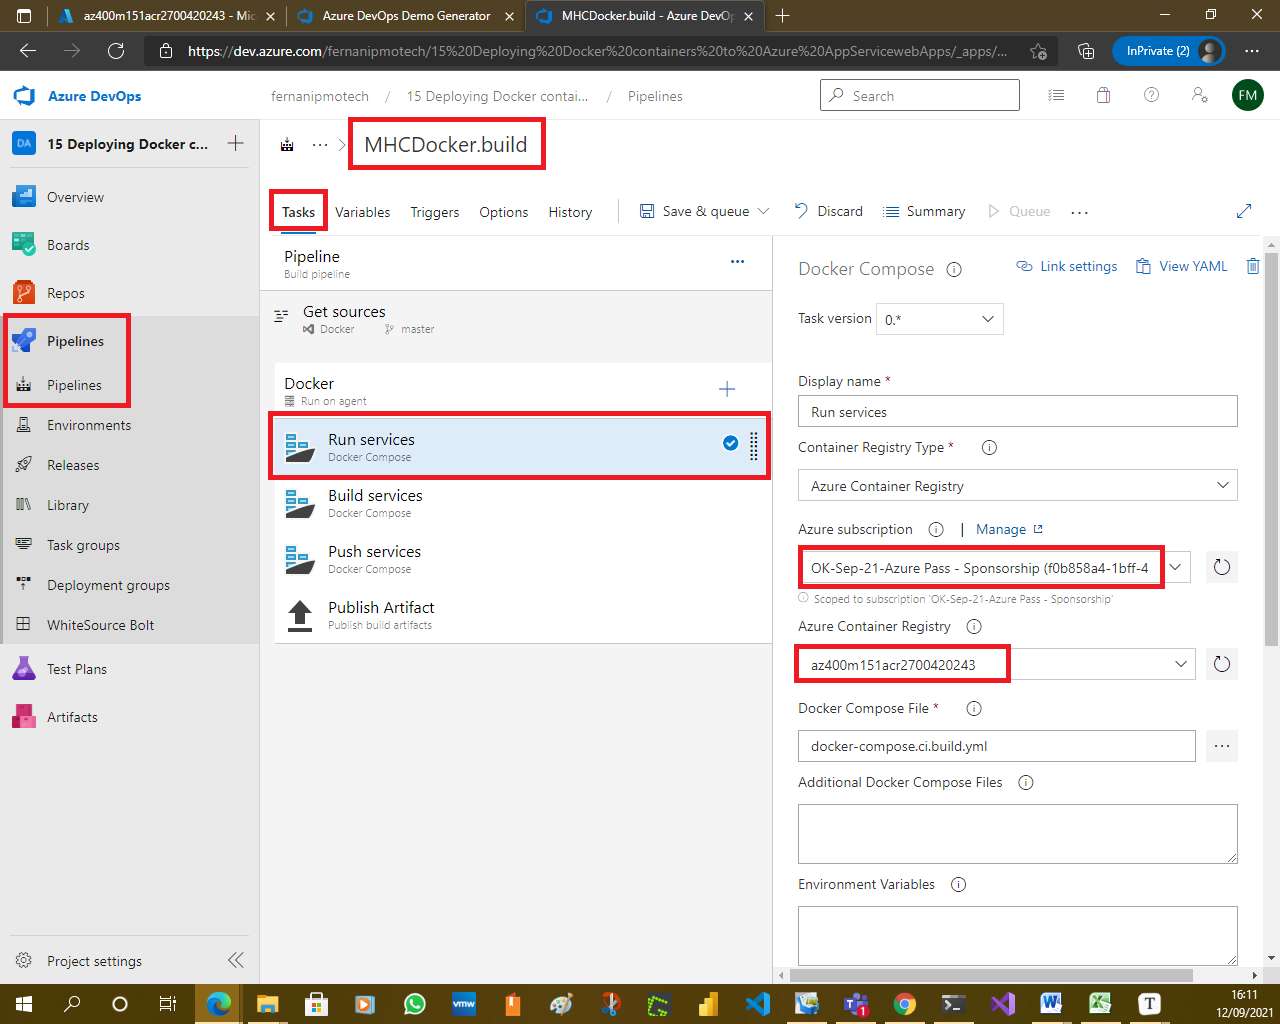 az400m151acr2700420243 - Mic
Azure DevOps Demo Generator
MHCDocker.build - Azure DevOp
https://dev.azure.com/fernanipmotech/15%20Deploying%20Docker%20containers%20to%20Azure%20AppServicewebApps/_apps/...
InPrivate (2)
Azure DevOps
fernanipmotech / 15 Deploying Docker contai... / Pipelines
Search
FM
DA
15 Deploying Docker c...
MHCDocker.build
Overview
Boards
Repos
Pipelines
Pipelines
Environments
Releases
Library
Task groups
Deployment groups
WhiteSource Bolt
Test Plans
Artifacts
Project settings
Tasks
Variables
Triggers
Options
History
Save & queue
Discard
Summary
Queue
Pipeline
Build pipeline
Get sources
Docker
master
Docker
Run on agent
Run services
Docker Compose
Build services
Docker Compose
Push services
Docker Compose
Publish Artifact
Publish build artifacts
Docker Compose
Link settings
View YAML
Task version
0.*
Display name *
Run services
Container Registry Type *
Azure Container Registry
Azure subscription | Manage
OK-Sep-21-Azure Pass - Sponsorship (f0b858a4-1bff-4
Scoped to subscription 'OK-Sep-21-Azure Pass - Sponsorship'
Azure Container Registry
az400m151acr2700420243
Docker Compose File *
docker-compose.ci.build.yml
Additional Docker Compose Files
Environment Variables
vmw
1
T
16:11
12/09/2021